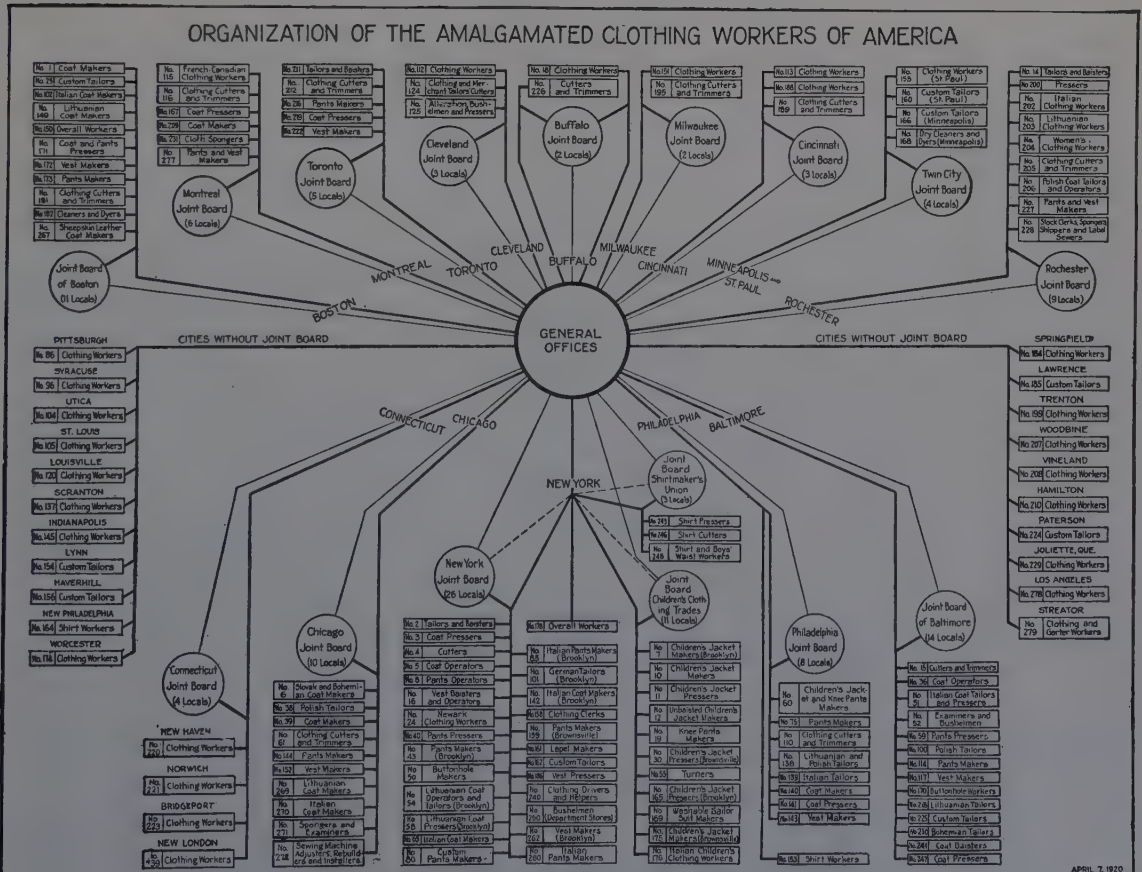 ORGANIZATION OF THE AMALGAMATED CLOTHING WORKERS OF AMERICA
No. 1 Coat Makers
No. 251 Custom Tailors
No. 102 Italian Coat Makers
No. 149 Lithuanian Coat Makers
No. 150 Overall Workers
No. 171 Coat and Pants Pressers
No. 172 Vest Makers
No. 173 Pants Makers
No. 181 Clothing Cutters and Trimmers
No. 187 Cleaners and Dyers
No. 267 Sheepskin Leather Coat Makers
Joint Board of Boston (11 Locals)
No. 115 French-Canadian Clothing Workers
No. 116 Clothing Cutters and Trimmers
No. 167 Coat Pressers
No. 209 Coat Makers
Cloth Spongers
No. 277 Pants and Vest Makers
Montreal Joint Board (6 Locals)
No. 211 Tailors and Basters
No. 212 Clothing Cutters and Trimmers
No. 216 Pants Makers
No. 218 Coat Pressers
No. 222 Vest Makers
Toronto Joint Board (5 Locals)
No. 112 Clothing Workers
No. 124 Clothing and Merchant Tailors' Cutters
No. 125 Alteration, Bushelmen and Pressers
Cleveland Joint Board (3 Locals)
No. 18 Clothing Workers
No. 226 Cutters and Trimmers
Buffalo Joint Board (2 Locals)
No. 151 Clothing Workers
No. 195 Clothing Cutters and Trimmers
Milwaukee Joint Board (2 Locals)
No. 113 Clothing Workers
No. 188 Clothing Workers
No. 189 Clothing Cutters and Trimmers
Cincinnati Joint Board (3 Locals)
Clothing Workers (St. Paul)
No. 160 Custom Tailors (St. Paul)
No. 166 Custom Tailors (Minneapolis)
No. 168 Dry Cleaners and Dyers (Minneapolis)
Twin City Joint Board (4 Locals)
No. 14 Tailors and Basters
No. 200 Pressers
No. 202 Italian Clothing Workers
No. 203 Lithuanian Clothing Workers
No. 204 Women's Clothing Workers
No. 205 Clothing Cutters and Trimmers
No. 206 Polish Coat Tailors and Operators
No. 227 Pants and Vest Makers
No. 228 Stock Clerks, Spongers Shippers and Label Sewers
Rochester Joint Board (9 Locals)
BOSTON
MONTREAL
TORONTO
CLEVELAND
BUFFALO
MILWAUKEE
CINCINNATI
MINNEAPOLIS AND ST. PAUL
ROCHESTER
GENERAL OFFICES
CITIES WITHOUT JOINT BOARD
PITTSBURGH
No. 86 Clothing Workers
SYRACUSE
No. 96 Clothing Workers
UTICA
No. 104 Clothing Workers
ST. LOUIS
No. 105 Clothing Workers
LOUISVILLE
No. 120 Clothing Workers
SCRANTON
No. 137 Clothing Workers
INDIANAPOLIS
No. 145 Clothing Workers
LYNN
No. 154 Custom Tailors
HAVERHILL
No. 156 Custom Tailors
NEW PHILADELPHIA
No. 164 Shirt Workers
WORCESTER
No. 174 Clothing Workers
CITIES WITHOUT JOINT BOARD
SPRINGFIELD
No. 184 Clothing Workers
LAWRENCE
No. 185 Custom Tailors
TRENTON
No. 199 Clothing Workers
WOODBINE
No. 207 Clothing Workers
VINELAND
No. 208 Clothing Workers
HAMILTON
No. 210 Clothing Workers
PATERSON
No. 224 Custom Tailors
JOLIETTE, QUE.
No. 229 Clothing Workers
LOS ANGELES
No. 278 Clothing Workers
STREATOR
No. 279 Clothing and Garter Workers
CONNECTICUT
CHICAGO
NEW YORK
PHILADELPHIA
BALTIMORE
Connecticut Joint Board (4 Locals)
NEW HAVEN
No. 220 Clothing Workers
NORWICH
No. 221 Clothing Workers
BRIDGEPORT
No. 223 Clothing Workers
NEW LONDON
Clothing Workers
Chicago Joint Board (10 Locals)
No. 6 Slovak and Bohemian Coat Makers
No. 38 Polish Tailors
No. 39 Coat Makers
No. 61 Clothing Cutters and Trimmers
No. 144 Pants Makers
No. 152 Vest Makers
No. 269 Lithuanian Coat Makers
No. 270 Italian Coat Makers
No. 271 Spongers and Examiners
Sewing Machine Adjusters, Rebuilders and Installers
New York Joint Board (26 Locals)
No. 2 Tailors and Basters
No. 3 Coat Pressers
No. 4 Cutters
No. 5 Coat Operators
No. 8 Pants Operators
No. 16 Vest Basters and Operators
No. 24 Newark Clothing Workers
No. 40 Pants Pressers
No. 43 Pants Makers (Brooklyn)
No. 50 Buttonhole Makers
No. 54 Lithuanian Coat Operators and Tailors (Brooklyn)
No. 58 Lithuanian Coat Pressers (Brooklyn)
Italian Coat Makers
No. 80 Custom Pants Makers
No. 178 Overall Workers
No. 85 Italian Pants Makers (Brooklyn)
No. 101 German Tailors (Brooklyn)
No. 142 Italian Coat Makers (Brooklyn)
No. 158 Clothing Clerks
No. 159 Pants Makers (Brownsville)
No. 161 Lapel Makers
No. 162 Custom Tailors
No. 186 Vest Pressers
No. 240 Clothing Drivers and Helpers
Bushelmen (Department Stores)
No. 262 Vest Makers (Brooklyn)
No. 280 Italian Pants Makers
Joint Board Shirtmaker's Union (3 Locals)
No. 243 Shirt Pressers
No. 246 Shirt Cutters
No. 248 Shirt and Boys' Waist Workers
Joint Board Children's Clothing Trades (11 Locals)
No. 7 Children's Jacket Makers (Brooklyn)
No. 10 Children's Jacket Makers
No. 11 Children's Jacket Pressers
No. 12 Unbasted Children's Jacket Makers
No. 19 Knee Pants Makers
No. 30 Children's Jacket Pressers (Brownsville)
No. 55 Turners
No. 165 Children's Jacket Pressers (Brooklyn)
No. 169 Washable Sailor Suit Makers
No. 175 Children's Jacket Makers (Brownsville)
No. 176 Italian Children's Clothing Workers
Philadelphia Joint Board (8 Locals)
No. 60 Children's Jacket and Knee Pants Makers
No. 75 Pants Makers
No. 110 Clothing Cutters and Trimmers
No. 138 Lithuanian and Polish Tailors
No. 139 Italian Tailors
No. 140 Coat Makers
No. 141 Coat Pressers
No. 143 Vest Makers
No. 153 Shirt Workers
Joint Board of Baltimore (14 Locals)
No. 15 Cutters and Trimmers
No. 36 Coat Operators
No. 51 Italian Coat Tailors and Pressers
No. 52 Examiners and Bushelmen
No. 59 Pants Pressers
No. 100 Polish Tailors
No. 114 Pants Makers
No. 117 Vest Makers
No. 170 Buttonhole Workers
Lithuanian Tailors
No. 225 Custom Tailors
No. 230 Bohemian Tailors
No. 241 Coat Basters
No. 247 Coat Pressers
APRIL 7, 1920